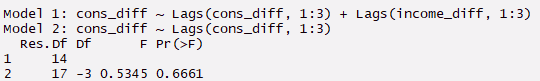 Model 1: cons_diff ~ Lags(cons_diff, 1:3) + Lags(income_diff, 1:3)
Model 2: cons_diff ~ Lags(cons_diff, 1:3)
  Res.Df Df      F Pr(>F)
1     14
2     17 -3 0.5345 0.6661